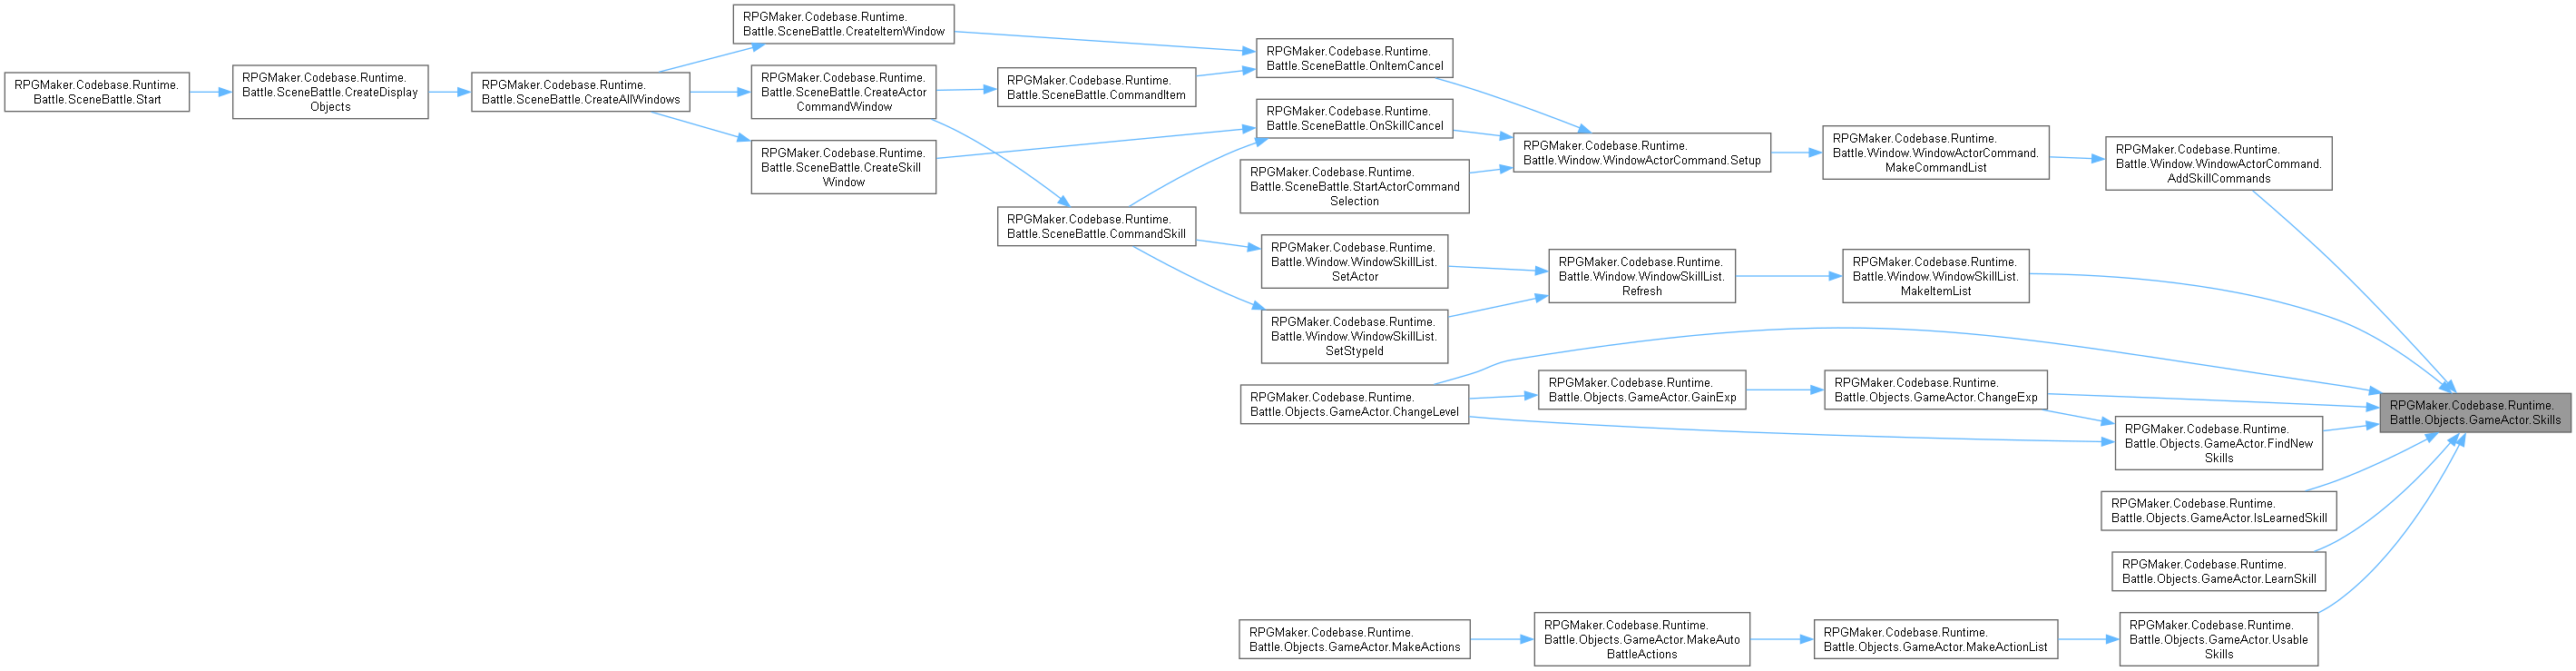 RPGMaker.Codebase.Runtime.
Battle.SceneBattle.Start
RPGMaker.Codebase.Runtime.
Battle.SceneBattle.CreateDisplay
Objects
RPGMaker.Codebase.Runtime.
Battle.SceneBattle.CreateAllWindows
RPGMaker.Codebase.Runtime.
Battle.SceneBattle.CreateItemWindow
RPGMaker.Codebase.Runtime.
Battle.SceneBattle.CreateActor
CommandWindow
RPGMaker.Codebase.Runtime.
Battle.SceneBattle.CreateSkill
Window
RPGMaker.Codebase.Runtime.
Battle.SceneBattle.CommandItem
RPGMaker.Codebase.Runtime.
Battle.SceneBattle.CommandSkill
RPGMaker.Codebase.Runtime.
Battle.SceneBattle.OnItemCancel
RPGMaker.Codebase.Runtime.
Battle.SceneBattle.OnSkillCancel
RPGMaker.Codebase.Runtime.
Battle.SceneBattle.StartActorCommand
Selection
RPGMaker.Codebase.Runtime.
Battle.Window.WindowSkillList.
SetActor
RPGMaker.Codebase.Runtime.
Battle.Window.WindowSkillList.
SetStypeId
RPGMaker.Codebase.Runtime.
Battle.Objects.GameActor.ChangeLevel
RPGMaker.Codebase.Runtime.
Battle.Objects.GameActor.MakeActions
RPGMaker.Codebase.Runtime.
Battle.Window.WindowActorCommand.Setup
RPGMaker.Codebase.Runtime.
Battle.Window.WindowSkillList.
Refresh
RPGMaker.Codebase.Runtime.
Battle.Objects.GameActor.GainExp
RPGMaker.Codebase.Runtime.
Battle.Objects.GameActor.MakeAuto
BattleActions
RPGMaker.Codebase.Runtime.
Battle.Window.WindowActorCommand.
MakeCommandList
RPGMaker.Codebase.Runtime.
Battle.Window.WindowSkillList.
MakeItemList
RPGMaker.Codebase.Runtime.
Battle.Objects.GameActor.ChangeExp
RPGMaker.Codebase.Runtime.
Battle.Objects.GameActor.MakeActionList
RPGMaker.Codebase.Runtime.
Battle.Window.WindowActorCommand.
AddSkillCommands
RPGMaker.Codebase.Runtime.
Battle.Objects.GameActor.FindNew
Skills
RPGMaker.Codebase.Runtime.
Battle.Objects.GameActor.IsLearnedSkill
RPGMaker.Codebase.Runtime.
Battle.Objects.GameActor.LearnSkill
RPGMaker.Codebase.Runtime.
Battle.Objects.GameActor.Usable
Skills
RPGMaker.Codebase.Runtime.
Battle.Objects.GameActor.Skills